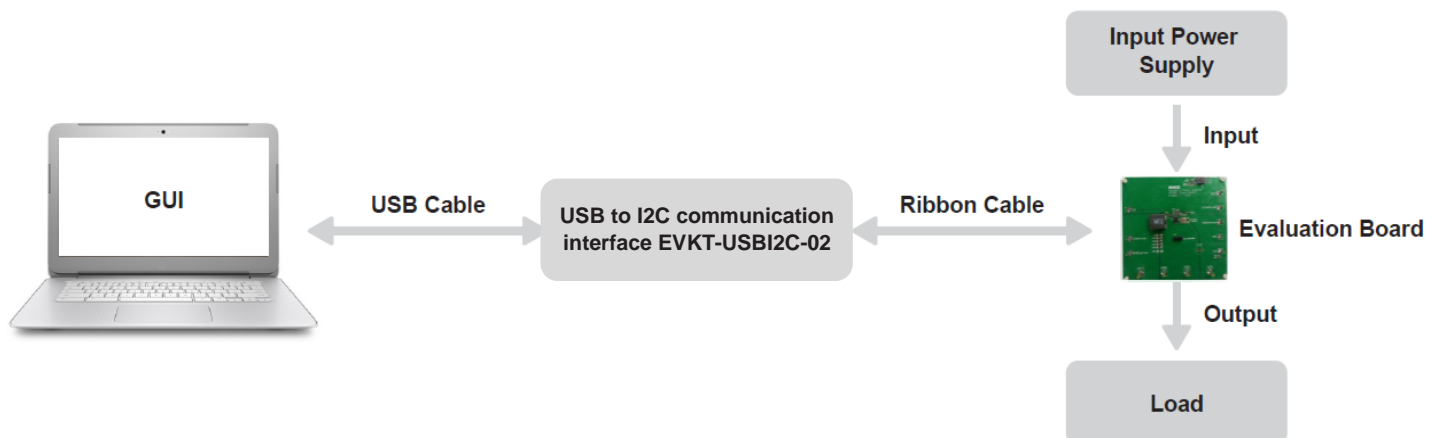 Input Power
Supply
Input
GUI
USB Cable
USB to I2C communication
interface EVKT-USBI2C-02
Ribbon Cable
Evaluation Board
Output
Load